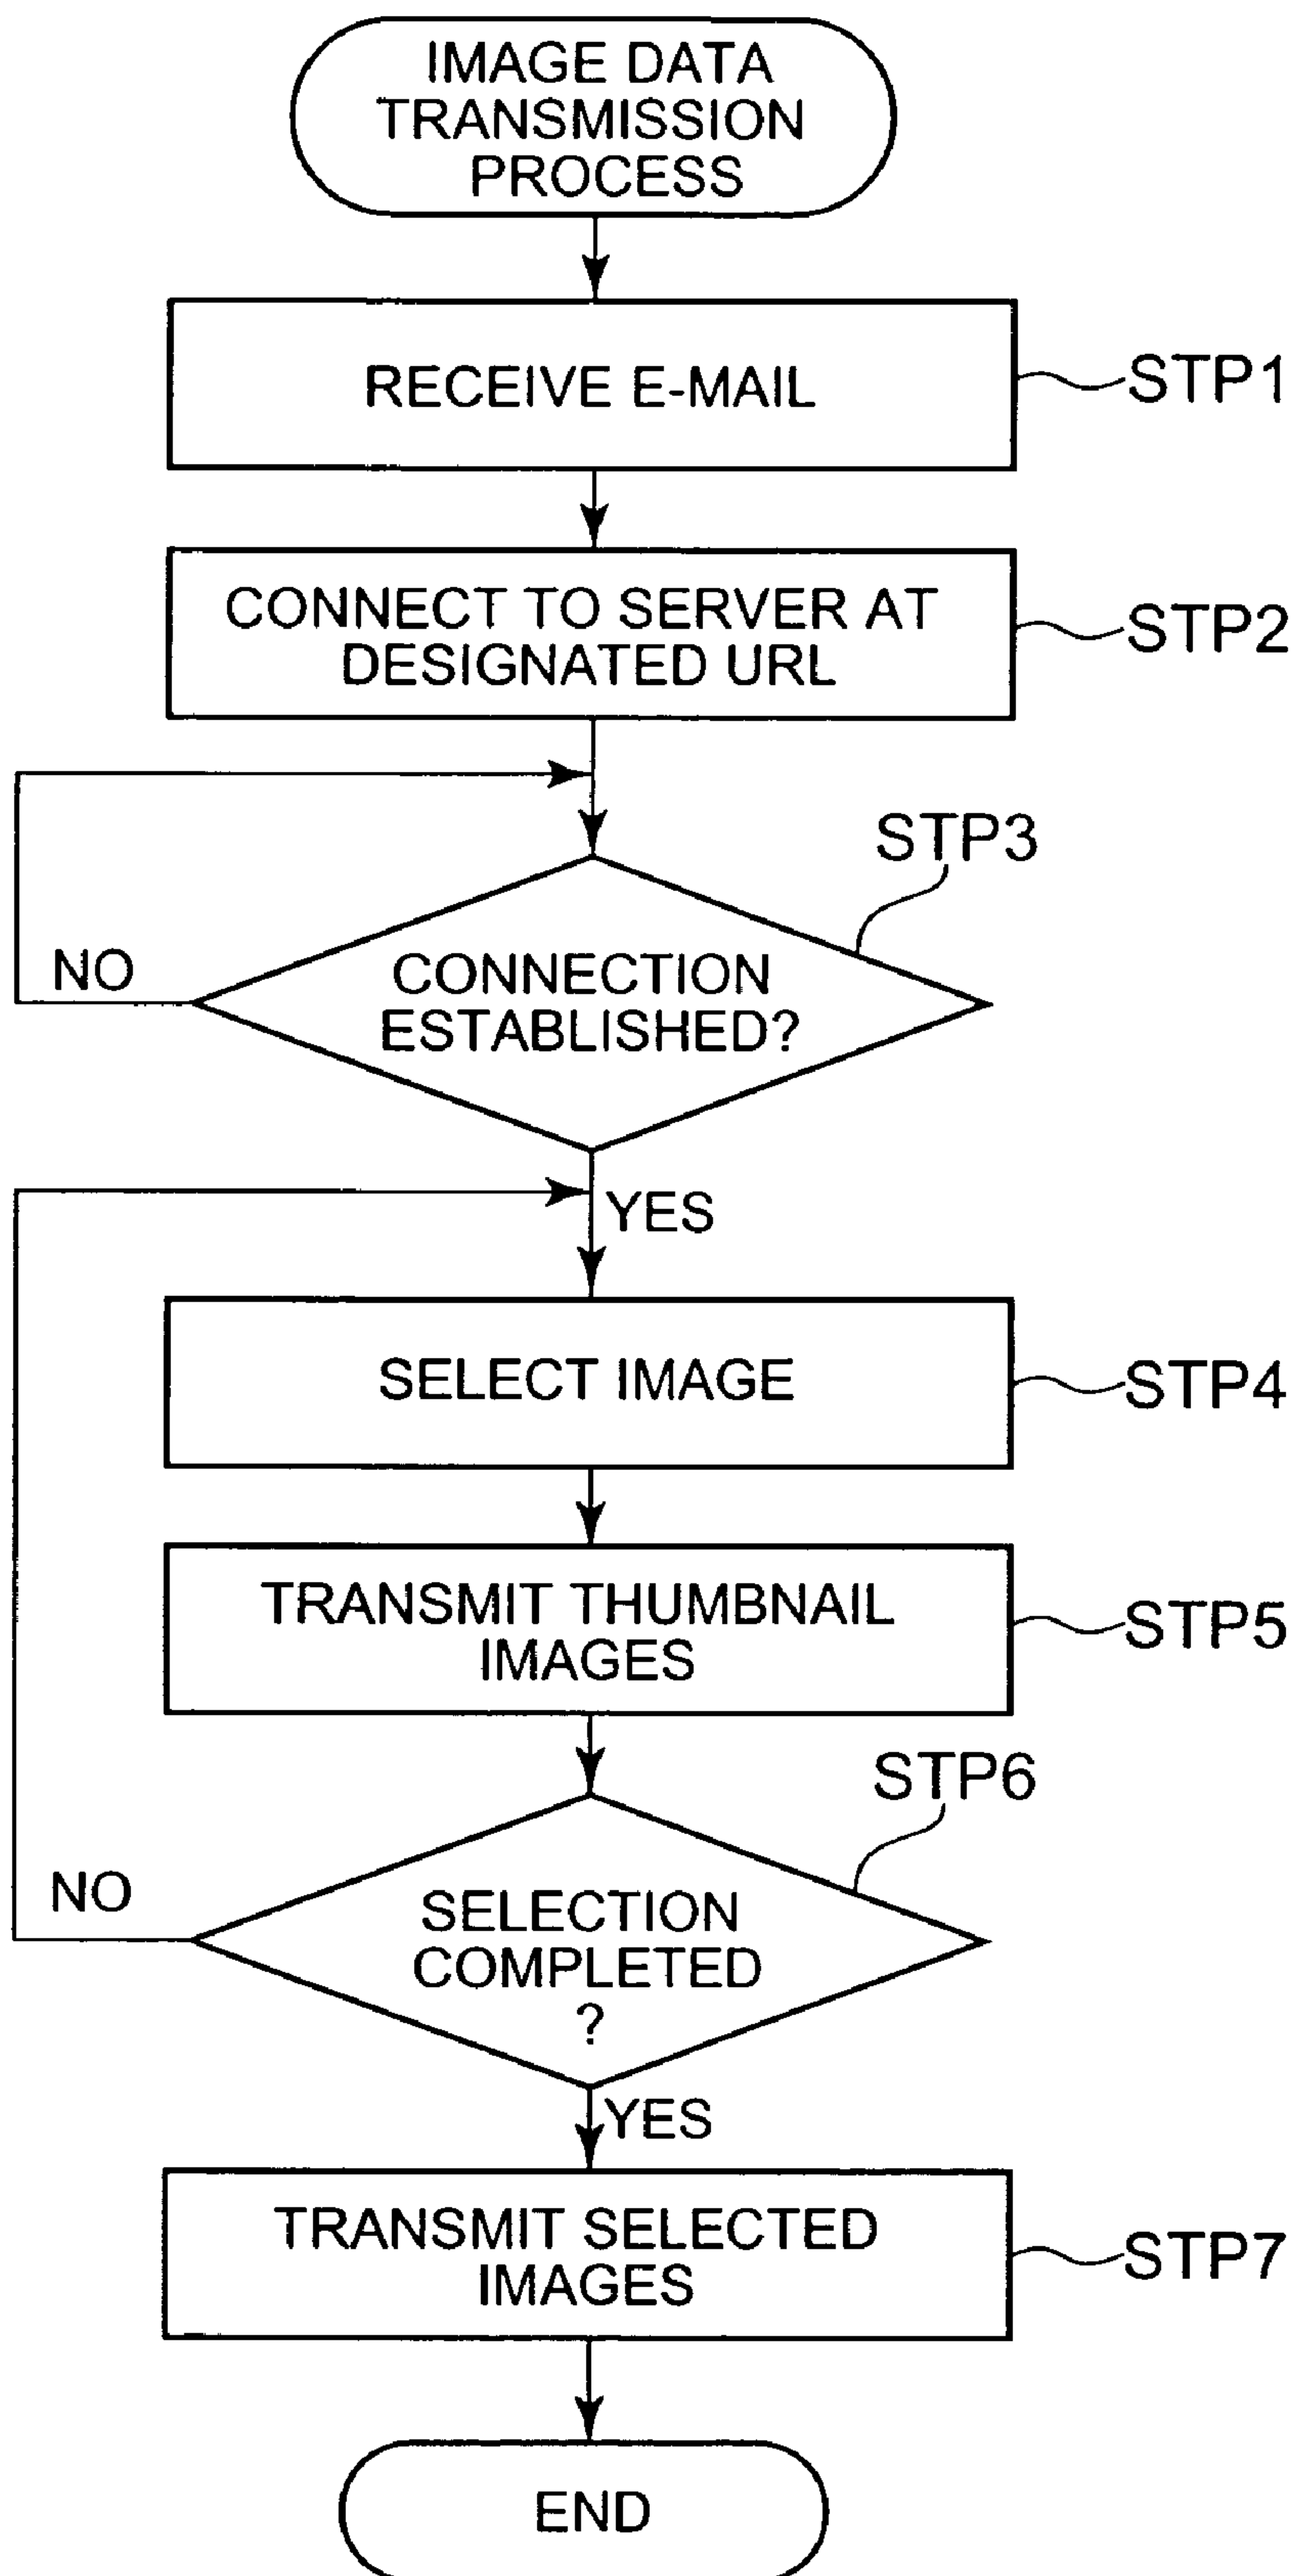 IMAGE DATA
TRANSMISSION
PROCESS
RECEIVE E-MAIL
STP1
CONNECT TO SERVER AT
DESIGNATED URL
STP2
STP3
NO
CONNECTION
ESTABLISHED?
YES
SELECT IMAGE
STP4
TRANSMIT THUMBNAIL
IMAGES
STP5
STP6
NO
SELECTION
COMPLETED
?
YES
TRANSMIT SELECTED
IMAGES
STP7
END